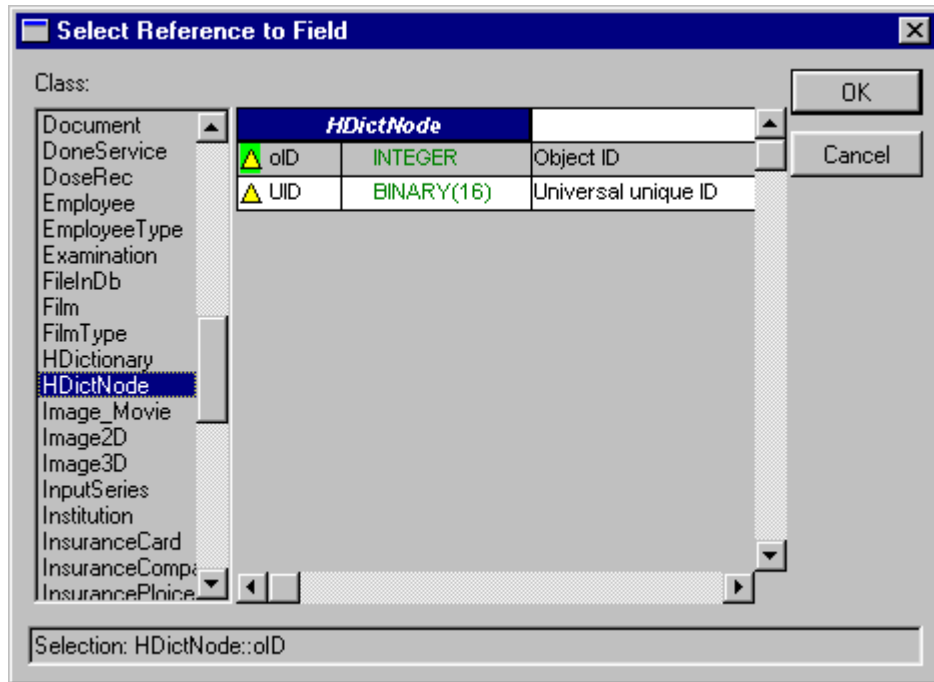 Select Reference to Field
Class:
OK
Cancel
Document
DoneService
DoseRec
Employee
EmployeeType
Examination
FileInDb
Film
FilmType
HDictionary
HDictNode
Image_Movie
Image2D
Image3D
InputSeries
Institution
InsuranceCard
InsuranceCompa
InsurancePloice
HDictNode
oID INTEGER Object ID
UID BINARY(16) Universal unique ID
Selection: HDictNode::oID